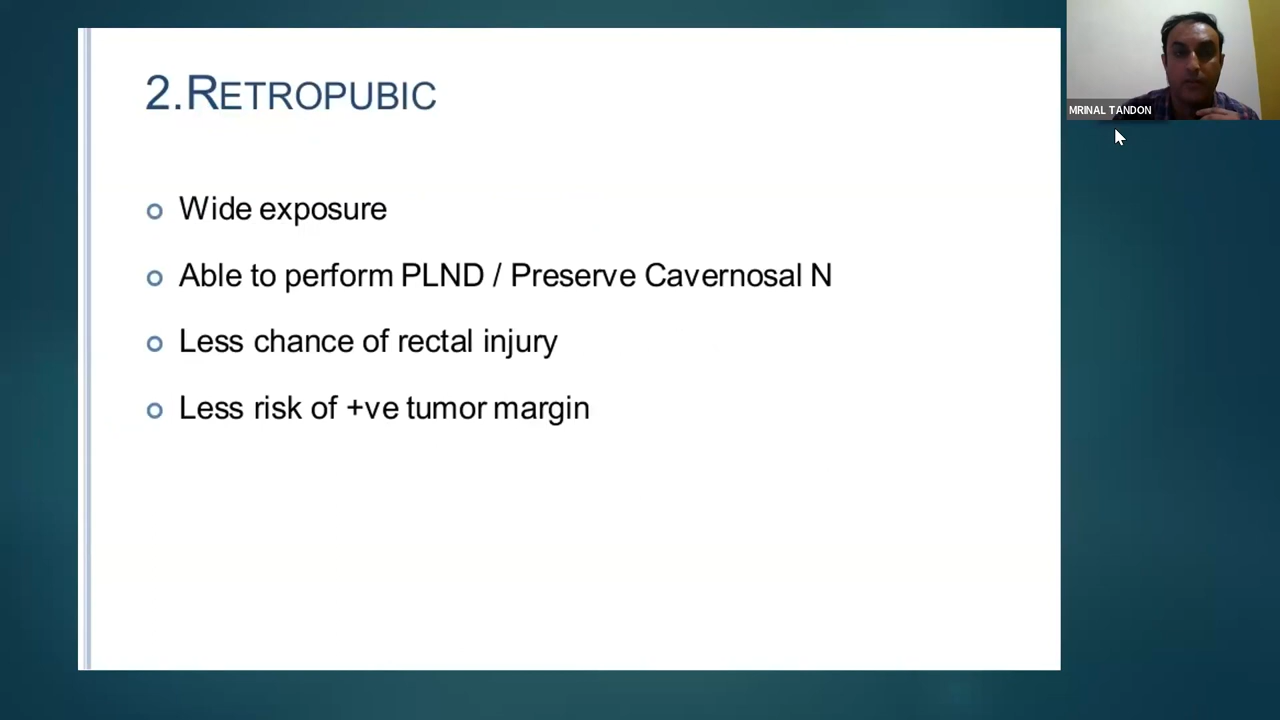 2.RETROPUBIC
Wide exposure
Able to perform PLND / Preserve Cavernosal N
Less chance of rectal injury
Less risk of +ve tumor margin
MRINAL TANDON